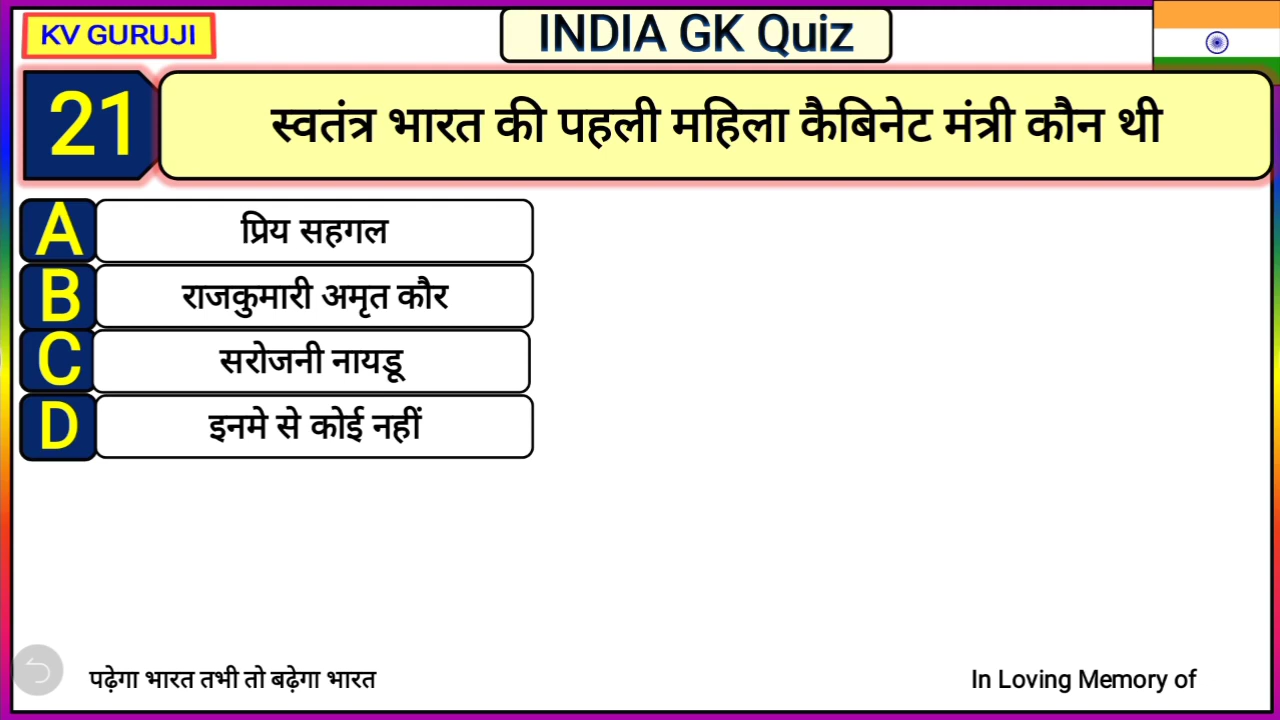 KV GURUJI
INDIA GK Quiz
21
स्वतंत्र भारत की पहली महिला कैबिनेट मंत्री कौन थी
A
प्रिय सहगल
B
राजकुमारी अमृत कौर
C
सरोजनी नायडू
D
इनमे से कोई नहीं
पढ़ेगा भारत तभी तो बढ़ेगा भारत
In Loving Memory of